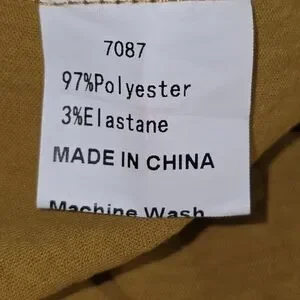 7087
97%Polyester
3%Elastane
MADE IN CHINA
Machine Wash